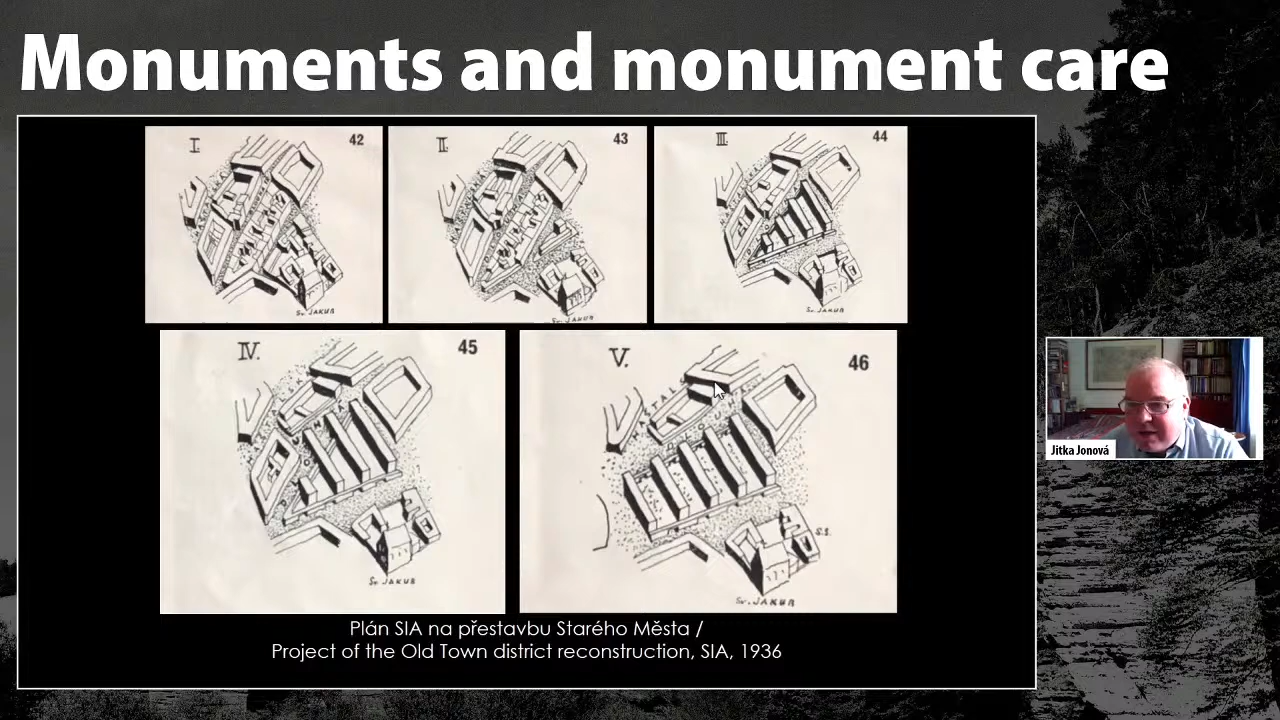 Monuments and monument care
I. 42
Sv. JAKUB
II. 43
Sv. JAKUB
III. 44
Sv. JAKUB
IV. 45
Sv. JAKUB
V. 46
S.S.
Sv. JAKUB
Plán SIA na přestavbu Starého Města /
Project of the Old Town district reconstruction, SIA, 1936
Jitka Jonová